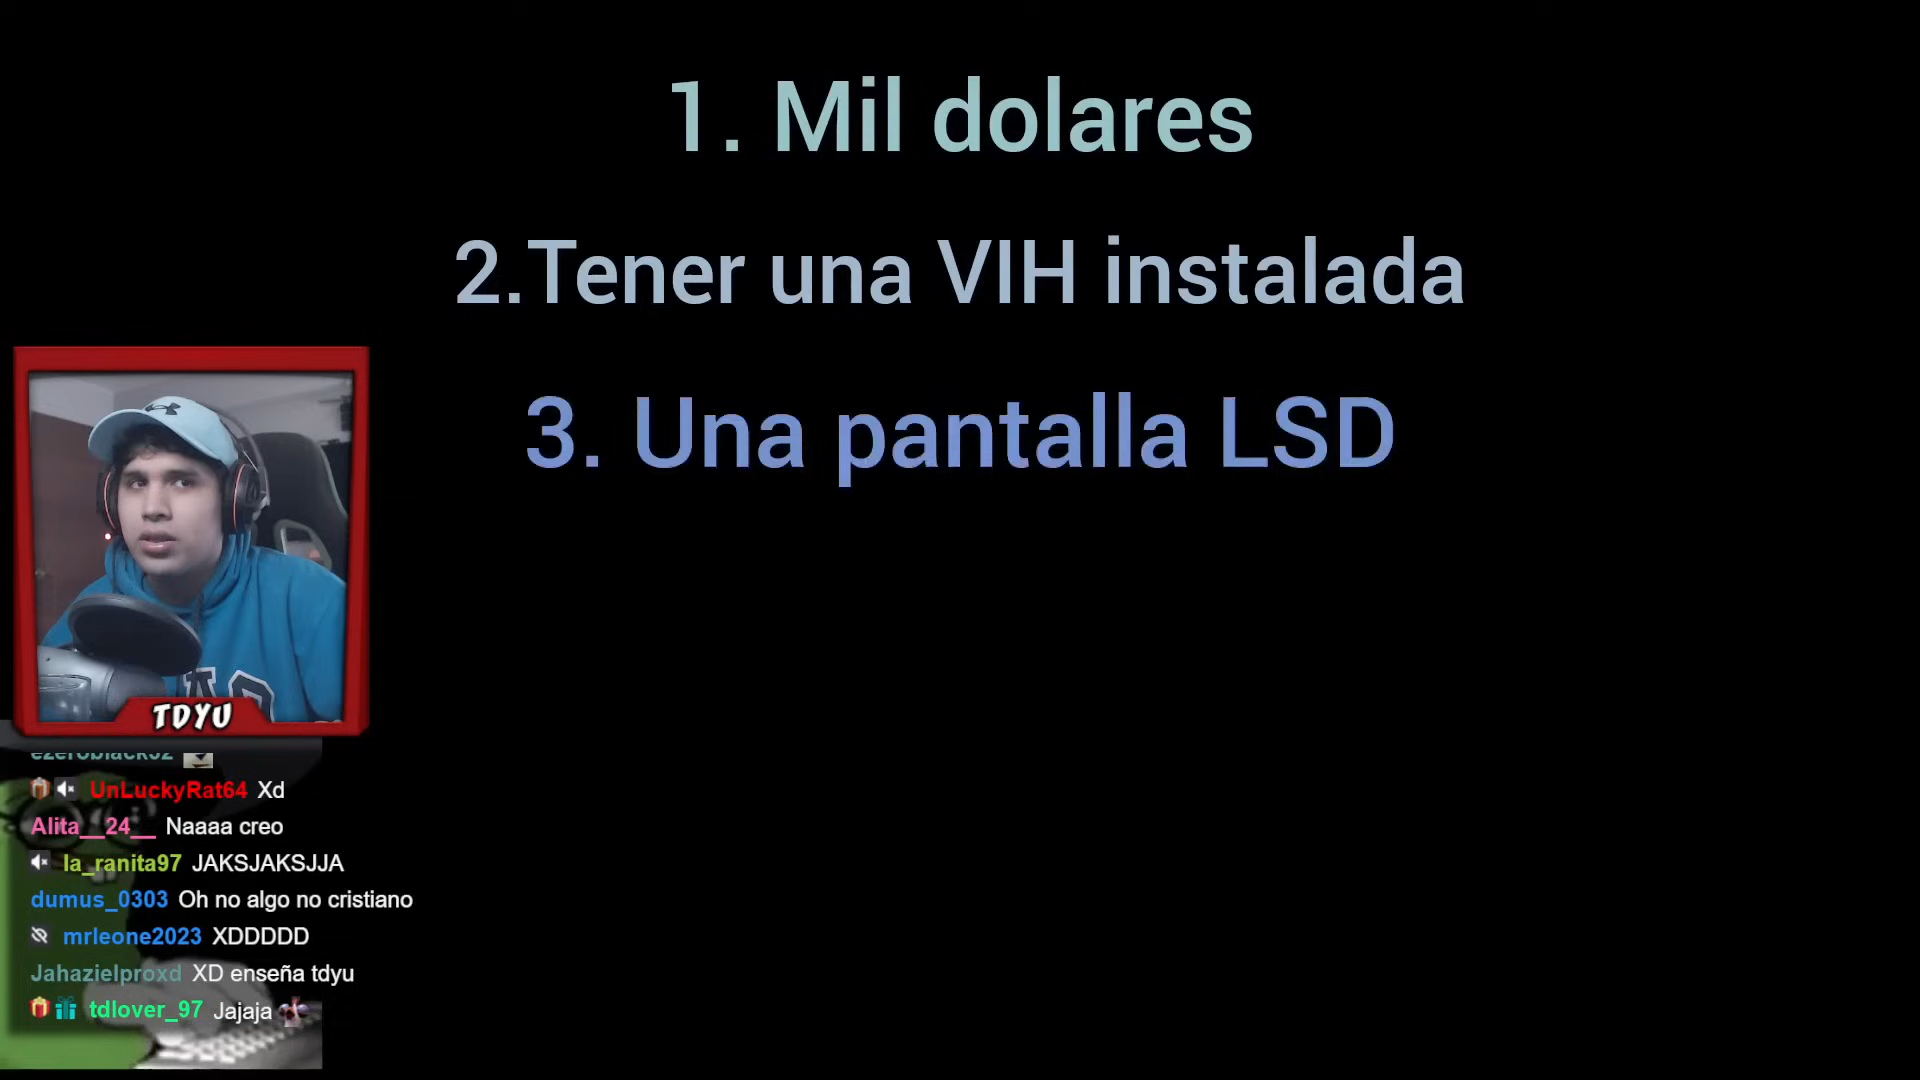 1. Mil dolares
2.Tener una VIH instalada
3. Una pantalla LSD
TDYU
UnLuckyRat64 Xd
Alita__24__ Naaaa creo
la_ranita97 JAKSJAKSJJA
dumus_0303 Oh no algo no cristiano
mrleone2023 XDDDDD
Jahazielproxd XD enseña tdyu
tdlover_97 Jajaja